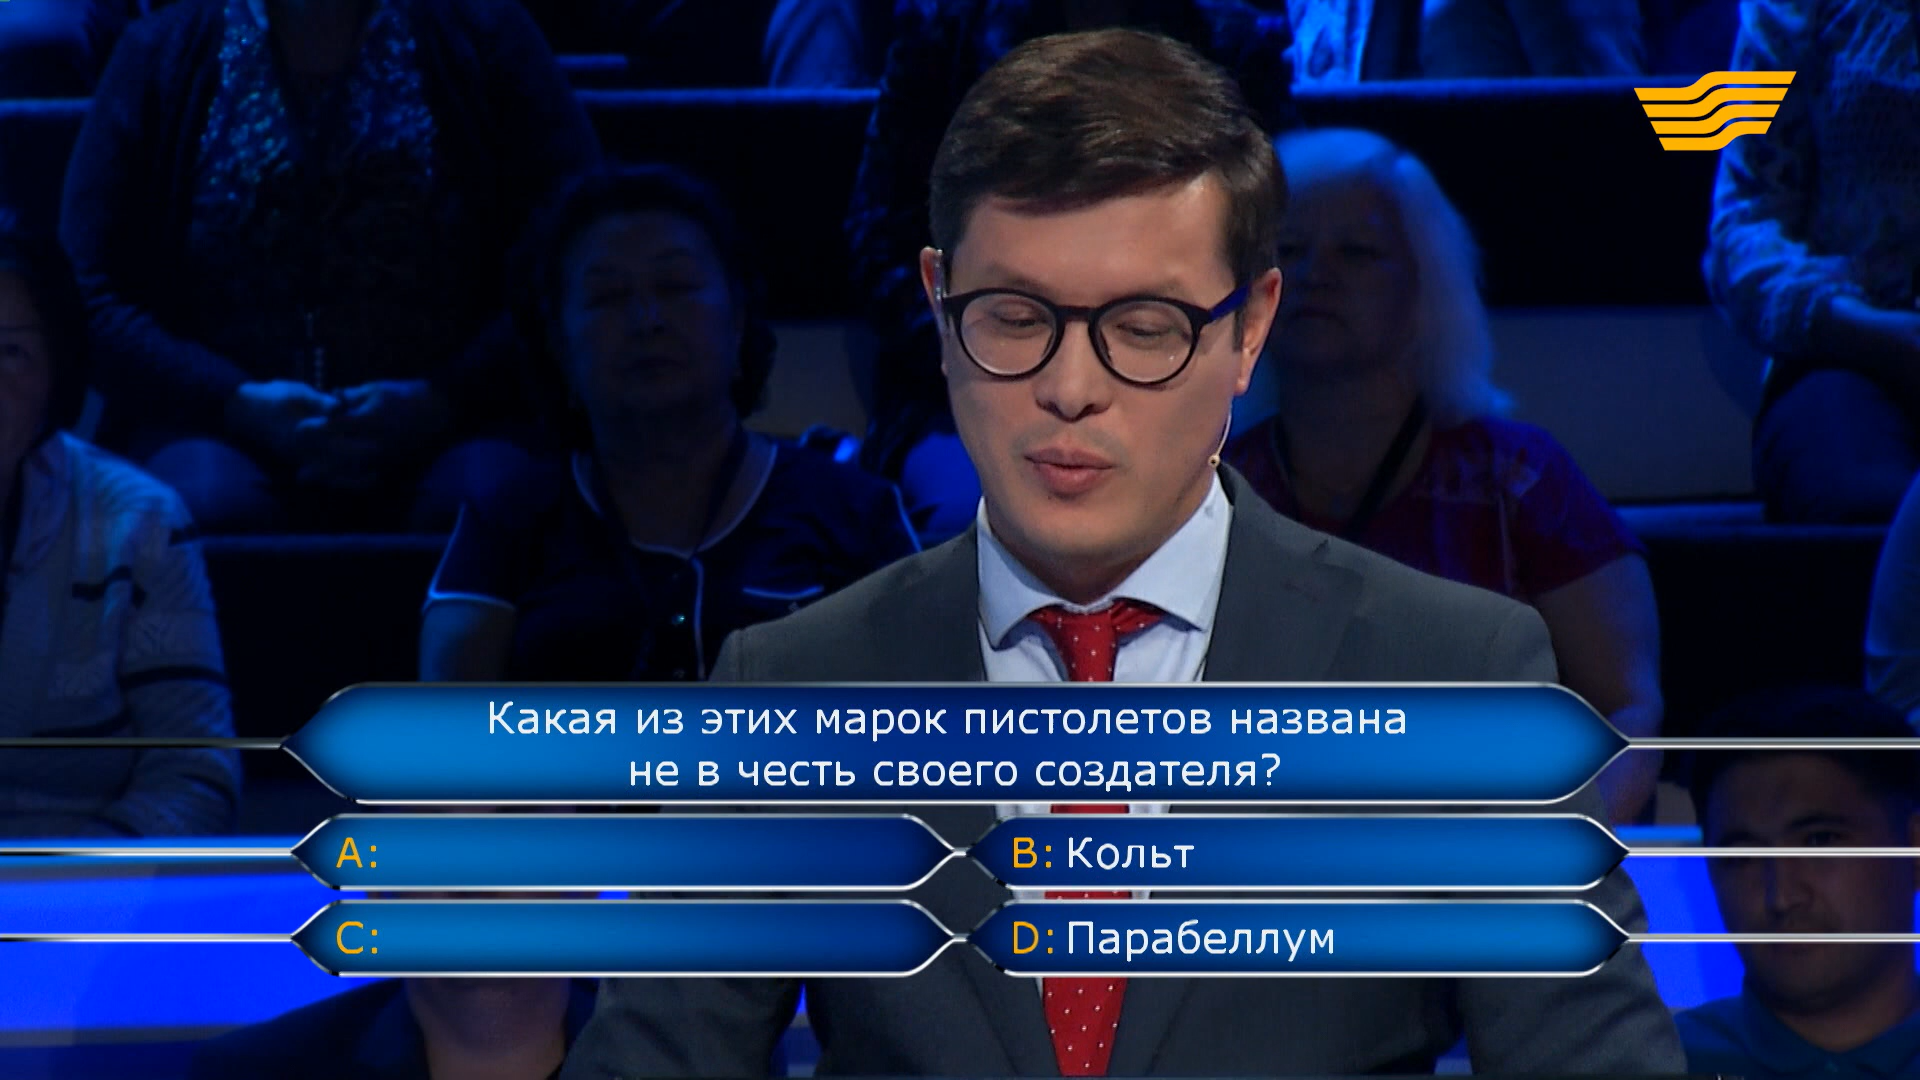 Какая из этих марок пистолетов названа
не в честь своего создателя?
A:
B: Кольт
C:
D: Парабеллум